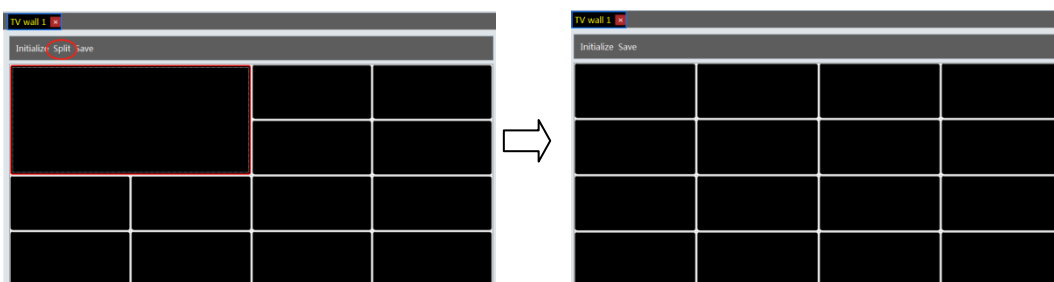 TV wall 1
Initialize Split Save
TV wall 1
Initialize Save